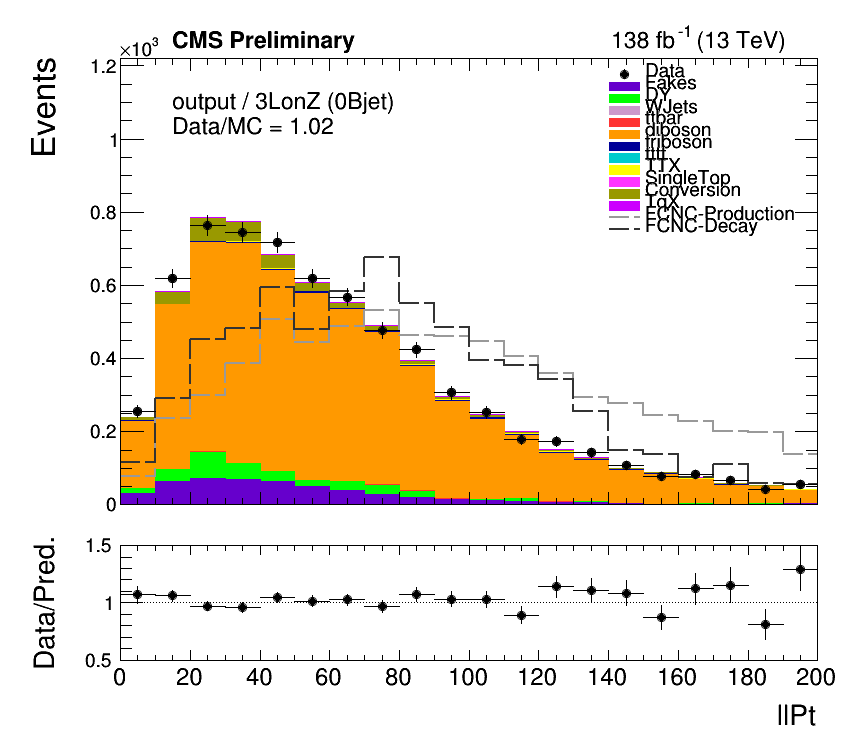 CMS Preliminary
138 fb⁻¹ (13 TeV)
×10³
Events
output / 3LonZ (0Bjet)
Data/MC = 1.02
Data
Fakes
DY
WJets
ttbar
diboson
triboson
tttt
TTX
SingleTop
Conversion
TqX
FCNC-Production
FCNC-Decay
1.2
1
0.8
0.6
0.4
0.2
0
Data/Pred.
1.5
1
0.5
0 20 40 60 80 100 120 140 160 180 200
llPt